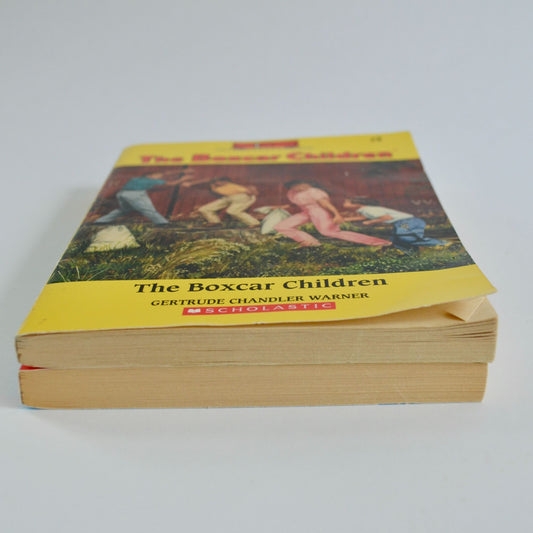 The Boxcar Children
The Boxcar Children
GERTRUDE CHANDLER WARNER
SCHOLASTIC